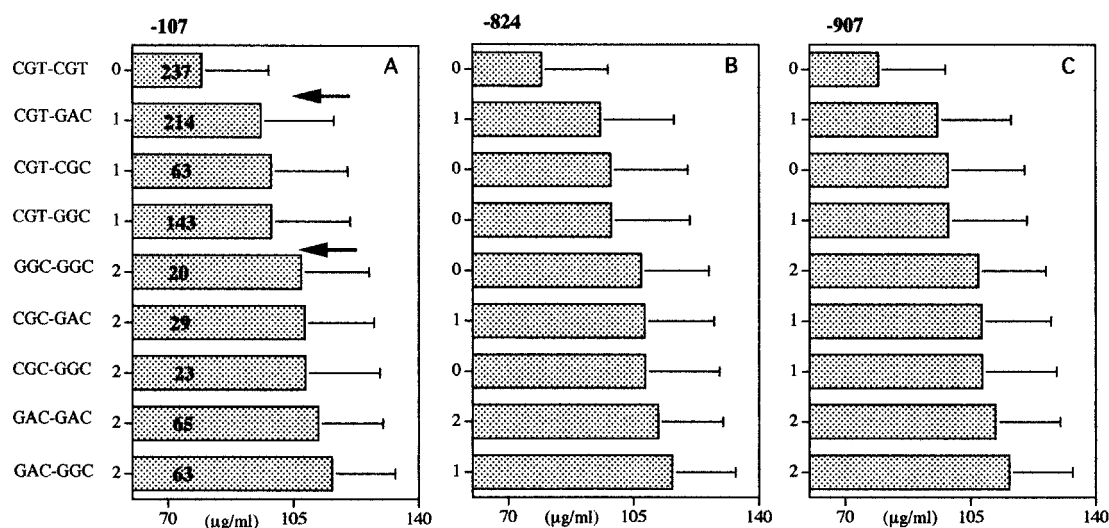 -107 -824 -907
CGT-CGT 0 237 A 0 B 0 C
CGT-GAC 1 214 1 1
CGT-CGC 1 63 0 0
CGT-GGC 1 143 0 1
GGC-GGC 2 20 0 2
CGC-GAC 2 29 1 1
CGC-GGC 2 23 0 1
GAC-GAC 2 65 2 2
GAC-GGC 2 63 1 2
70 (µg/ml) 105 140 70 (µg/ml) 105 140 70 (µg/ml) 105 140